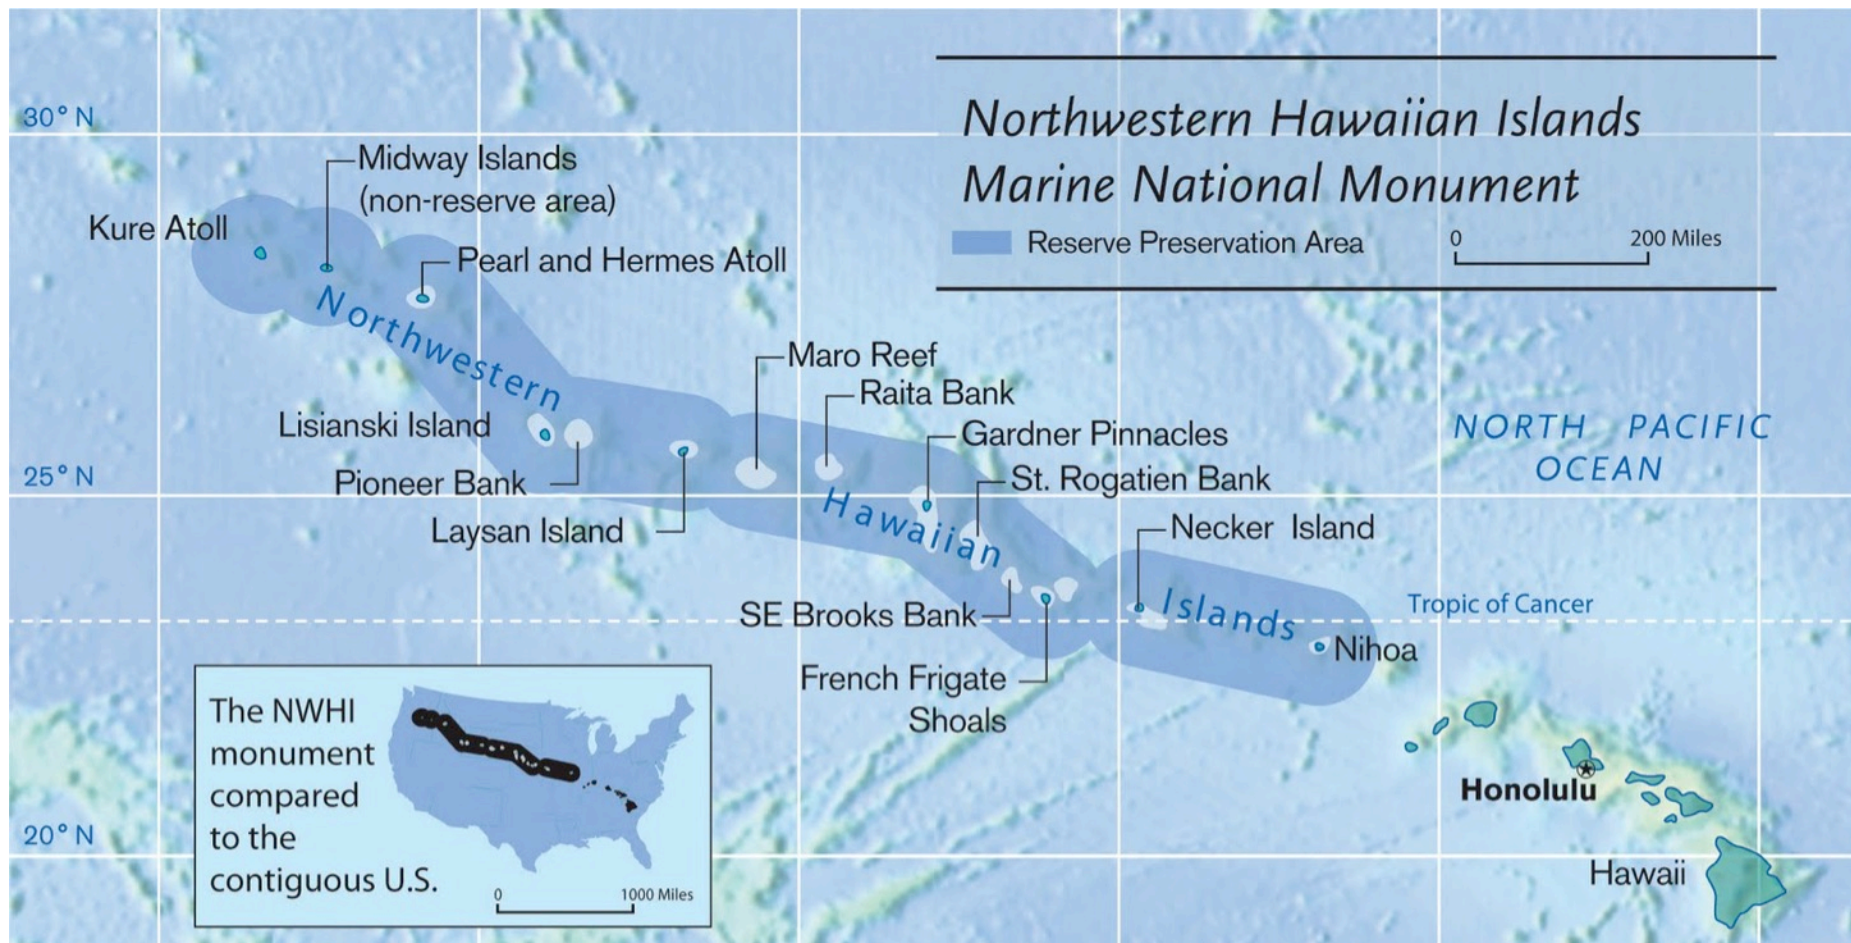 Northwestern Hawaiian Islands
Marine National Monument
Reserve Preservation Area
0 200 Miles
30° N
Midway Islands
(non-reserve area)
Kure Atoll
Pearl and Hermes Atoll
Northwestern
Maro Reef
Raita Bank
Lisianski Island
Gardner Pinnacles
NORTH PACIFIC
OCEAN
25° N
Pioneer Bank
St. Rogatien Bank
Laysan Island
Hawaiian
Necker Island
SE Brooks Bank
Islands
Tropic of Cancer
Nihoa
French Frigate
Shoals
The NWHI
monument
compared
to the
contiguous U.S.
0 1000 Miles
Honolulu
20° N
Hawaii